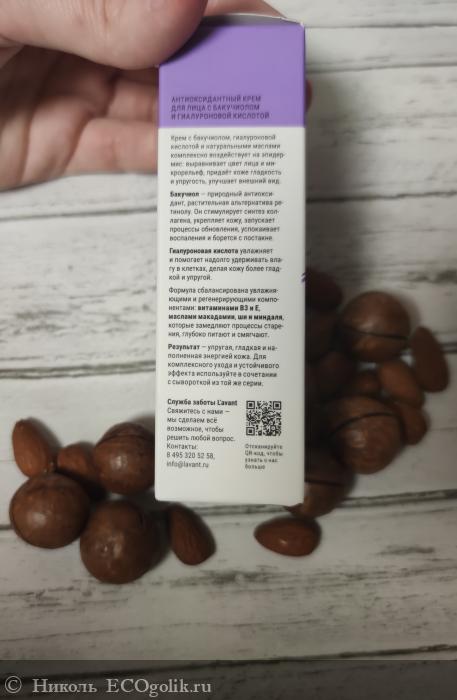 АНТИОКСИДАНТНЫЙ КРЕМ
ДЛЯ ЛИЦА С БАКУЧИОЛОМ
И ГИАЛУРОНОВОЙ КИСЛОТОЙ
Крем с бакучиолом, гиалуроновой
кислотой и натуральными маслами
комплексно воздействует на эпидер-
мис: выравнивает цвет лица и ми-
крорельеф, придаёт коже гладкость
и упругость, улучшает внешний вид.
Бакучиол — природный антиокси-
дант, растительная альтернатива ре-
тинолу. Он стимулирует синтез кол-
лагена, укрепляет кожу, запускает
процессы обновления, успокаивает
воспаления и борется с постакне.
Гиалуроновая кислота увлажняет
и помогает надолго удерживать вла-
гу в клетках, делая кожу более глад-
кой и упругой.
Формула сбалансирована увлажня-
ющими и регенерирующими компо-
нентами: витаминами B3 и E,
маслами макадамии, ши и миндаля,
которые замедляют процессы старе-
ния, глубоко питают и смягчают.
Результат — упругая, гладкая и на-
полненная энергией кожа. Для
комплексного ухода и устойчивого
эффекта используйте в сочетании
с сывороткой из той же серии.
Служба заботы L'avant
Свяжитесь с нами —
мы сделаем всё
возможное, чтобы
решить любой вопрос.
Контакты:
8 495 320 52 58,
info@lavant.ru
Отсканируйте
QR-код, чтобы
узнать о нас
больше
© Николь ECOgolik.ru